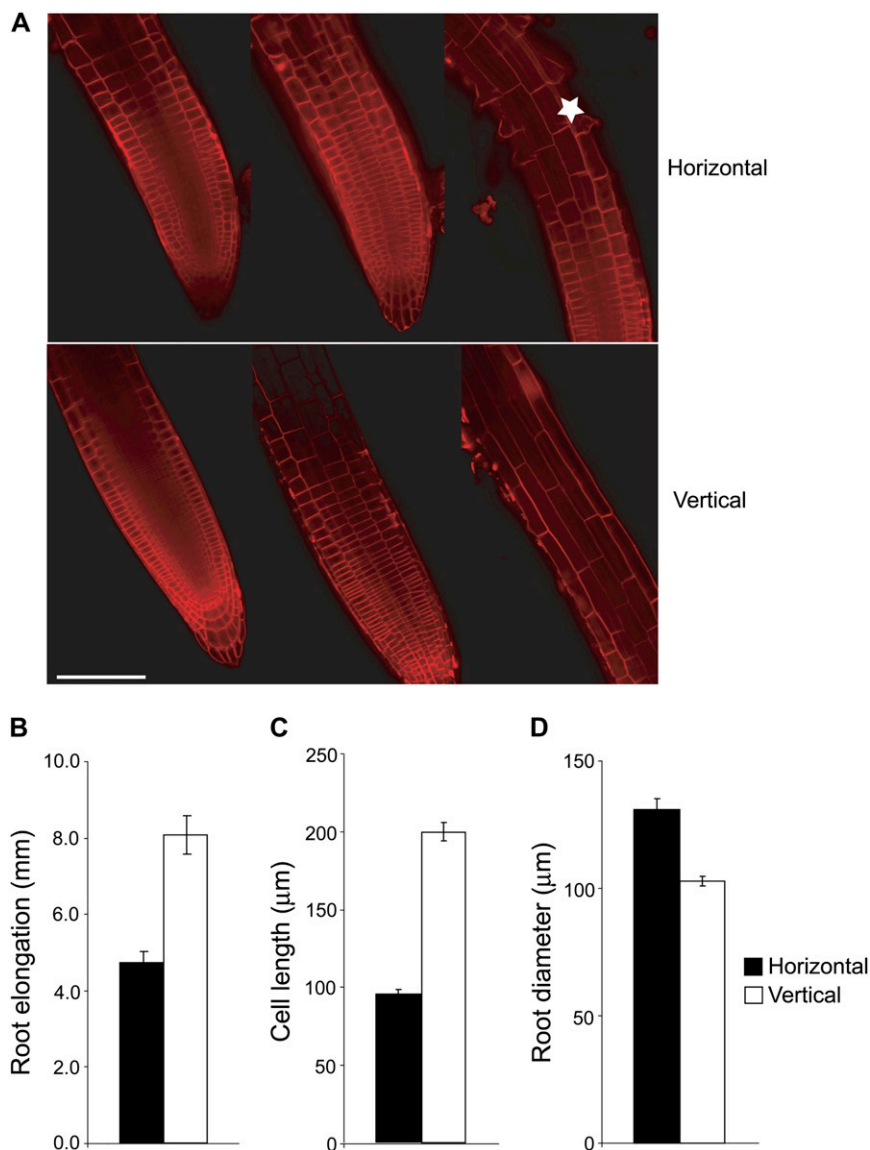 A
Horizontal
Vertical
B
C
D
10.0
8.0
6.0
4.0
2.0
0.0
Root elongation (mm)
250
200
150
100
50
0
Cell length (μm)
150
100
50
0
Root diameter (μm)
Horizontal
Vertical